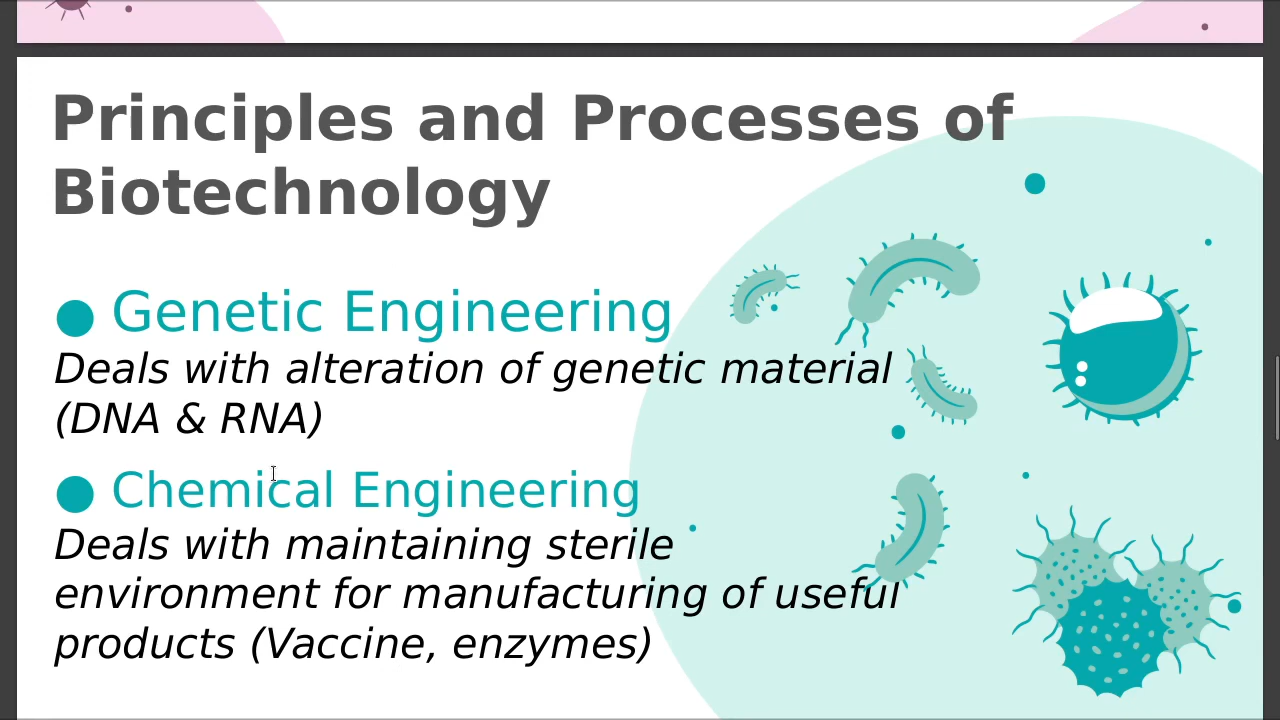 Principles and Processes of
Biotechnology
● Genetic Engineering
Deals with alteration of genetic material
(DNA & RNA)
● Chemical Engineering
Deals with maintaining sterile
environment for manufacturing of useful
products (Vaccine, enzymes)